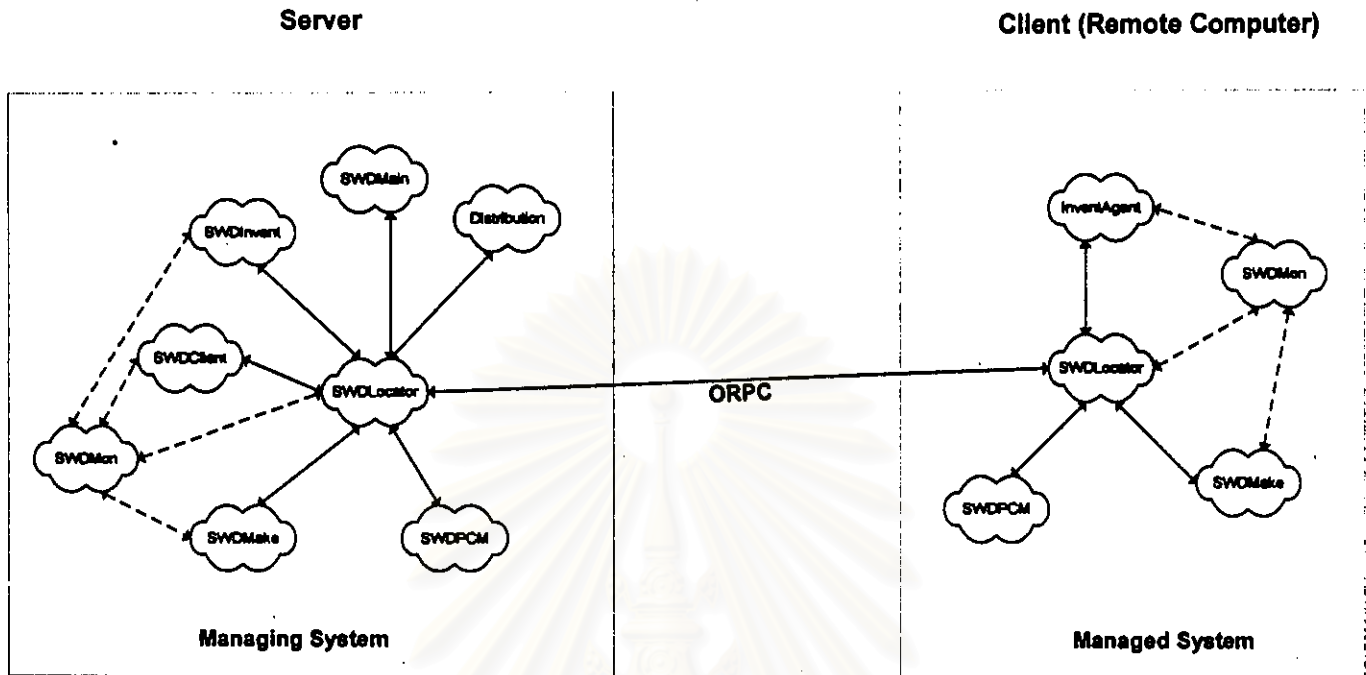 Server
Client (Remote Computer)
SWDMain
Distribution
SWDInvent
SWDClient
SWDLocator
SWDMon
SWDMake
SWDPCM
Managing System
ORPC
InventAgent
SWDMon
SWDLocator
SWDMake
SWDPCM
Managed System